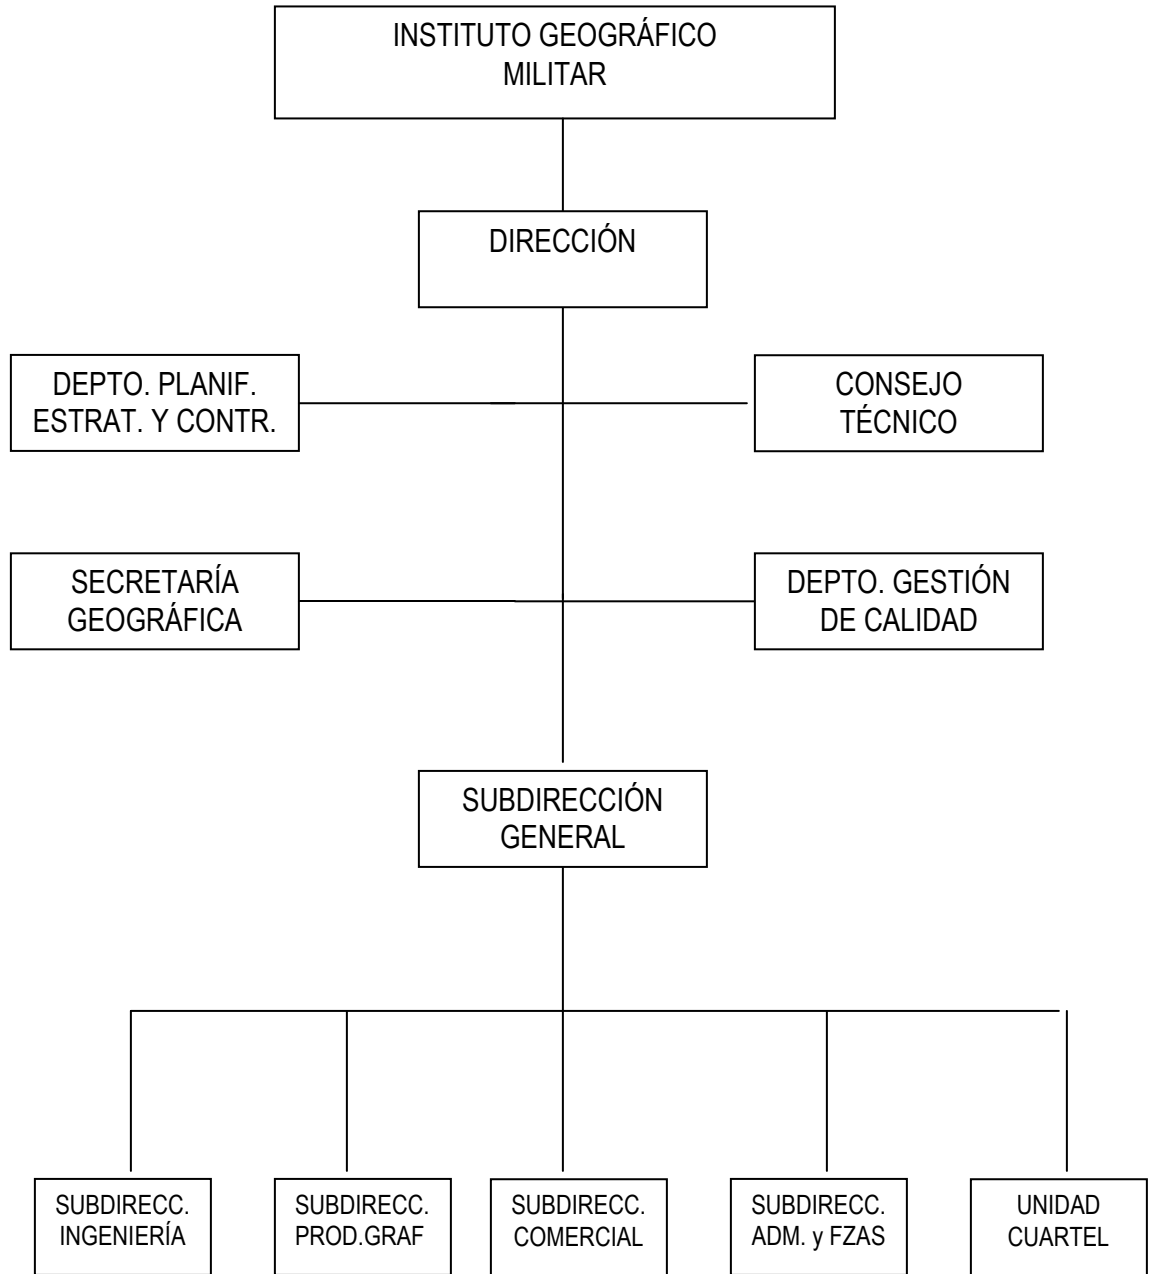 INSTITUTO GEOGRÁFICO
MILITAR
DIRECCIÓN
DEPTO. PLANIF.
ESTRAT. Y CONTR.
CONSEJO
TÉCNICO
SECRETARÍA
GEOGRÁFICA
DEPTO. GESTIÓN
DE CALIDAD
SUBDIRECCIÓN
GENERAL
SUBDIRECC.
INGENIERÍA
SUBDIRECC.
PROD.GRAF
SUBDIRECC.
COMERCIAL
SUBDIRECC.
ADM. y FZAS
UNIDAD
CUARTEL